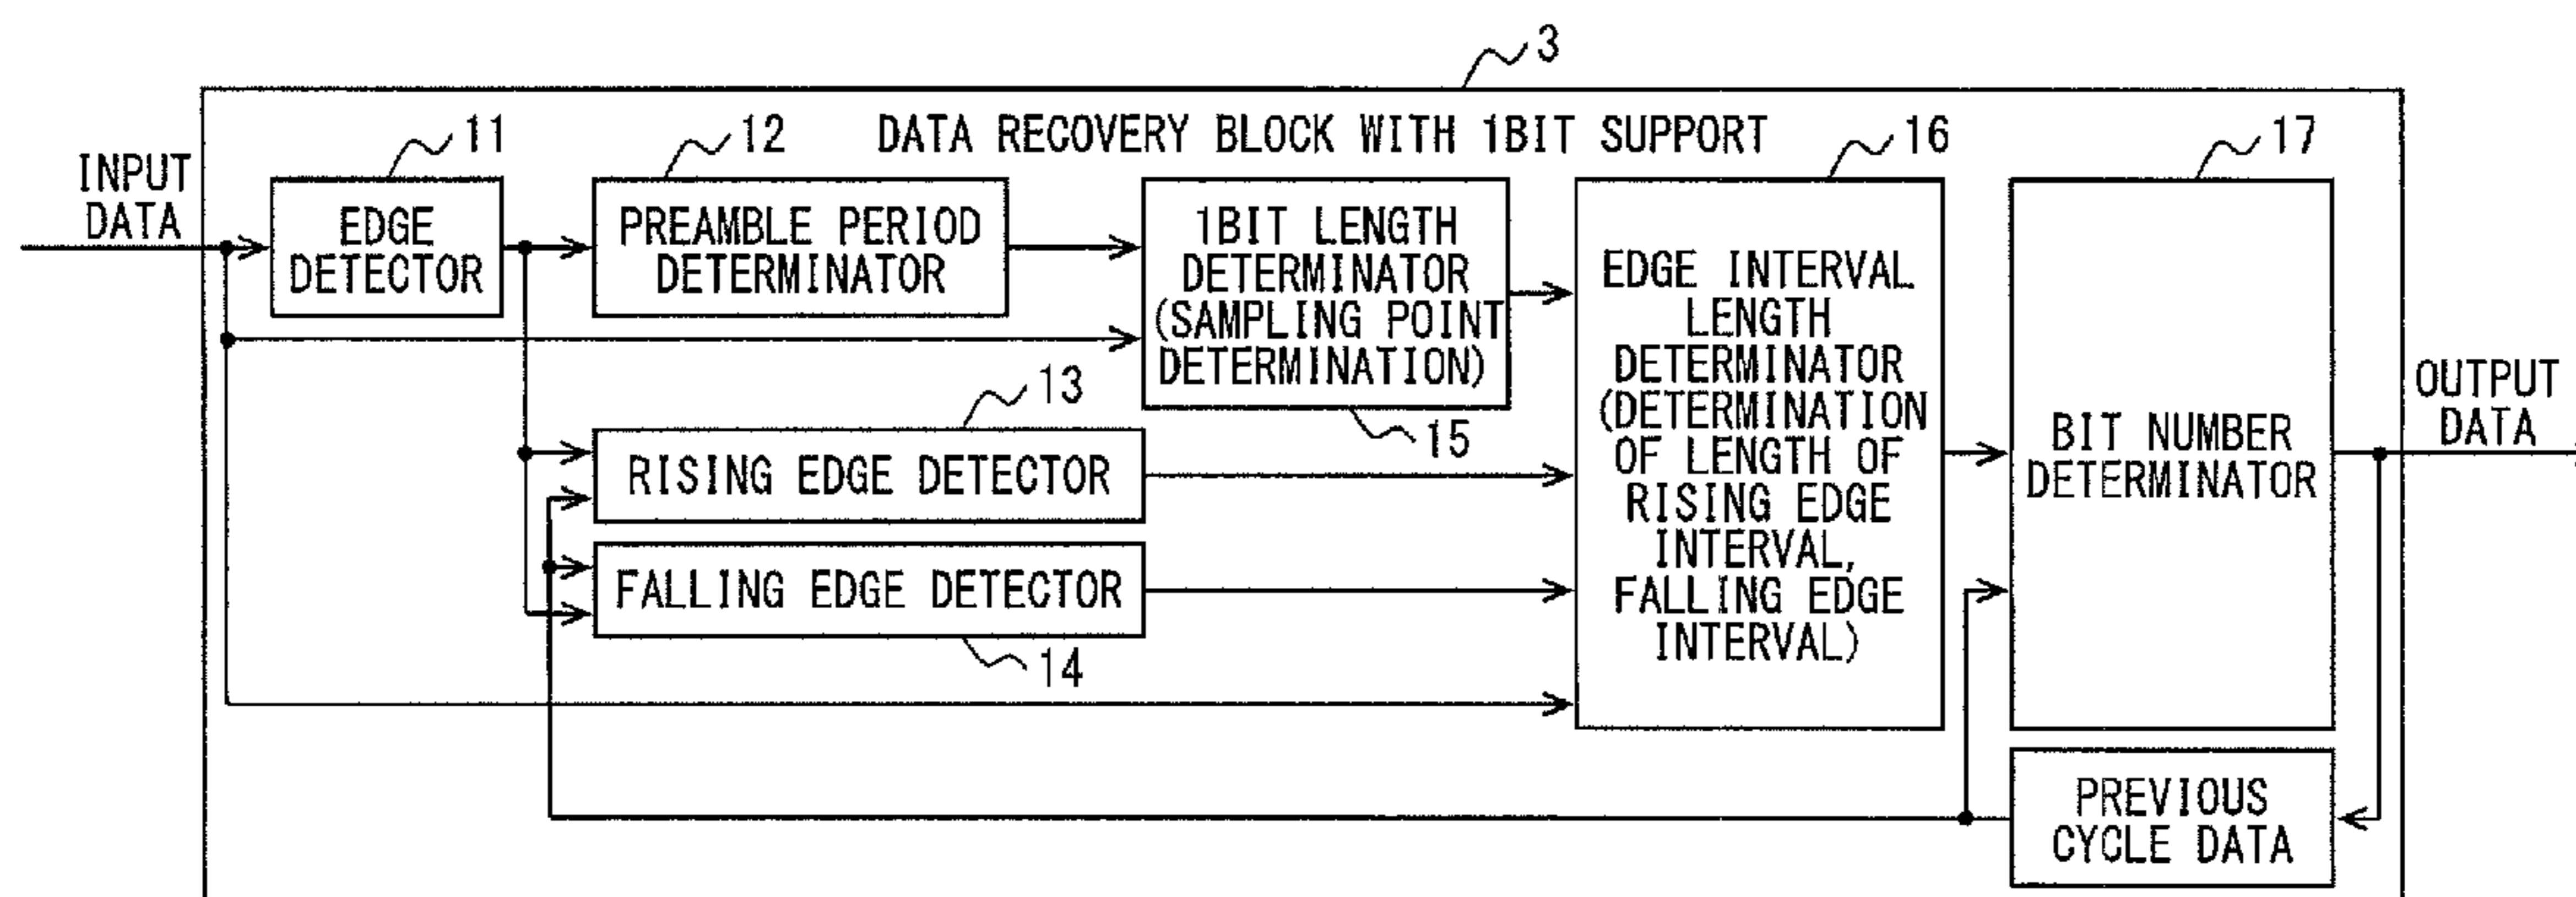 3
DATA RECOVERY BLOCK WITH 1BIT SUPPORT
INPUT
DATA
11
EDGE
DETECTOR
12
PREAMBLE PERIOD
DETERMINATOR
1BIT LENGTH
DETERMINATOR
(SAMPLING POINT
DETERMINATION)
15
13
RISING EDGE DETECTOR
FALLING EDGE DETECTOR
14
16
EDGE INTERVAL
LENGTH
DETERMINATOR
(DETERMINATION
OF LENGTH OF
RISING EDGE
INTERVAL,
FALLING EDGE
INTERVAL)
17
BIT NUMBER
DETERMINATOR
OUTPUT
DATA
PREVIOUS
CYCLE DATA